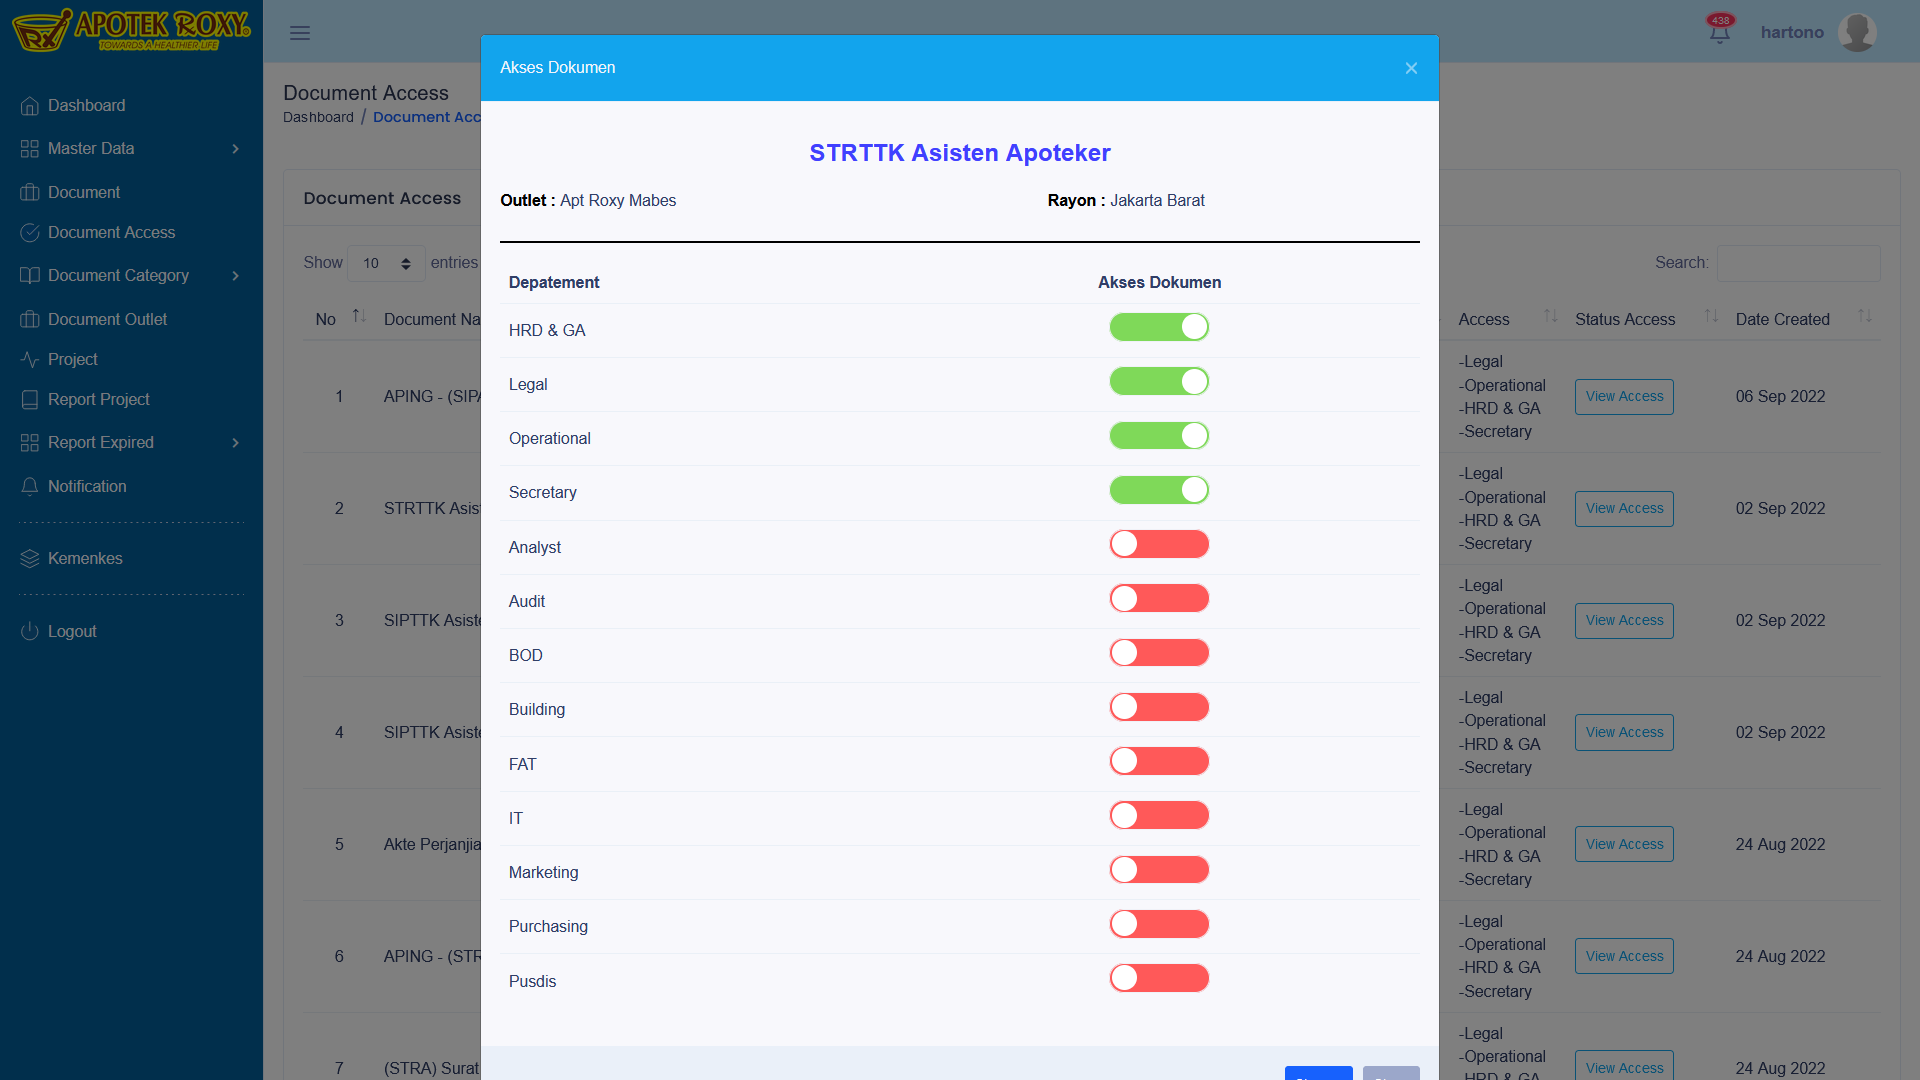 APOTEK ROXY
TOWARDS A HEALTHIER LIFE
Dashboard
Master Data
Document
Document Access
Document Category
Document Outlet
Project
Report Project
Report Expired
Notification
Kemenkes
Logout
438
hartono
Document Access
Dashboard / Document Acc
Document Access
Show 10 entries
Search:
No Document Na
Access Status Access Date Created
1 APING - (SIPA
-Legal
-Operational
-HRD & GA
-Secretary
View Access
06 Sep 2022
2 STRTTK Asist
-Legal
-Operational
-HRD & GA
-Secretary
View Access
02 Sep 2022
3 SIPTTK Asiste
-Legal
-Operational
-HRD & GA
-Secretary
View Access
02 Sep 2022
4 SIPTTK Asiste
-Legal
-Operational
-HRD & GA
-Secretary
View Access
02 Sep 2022
5 Akte Perjanjia
-Legal
-Operational
-HRD & GA
-Secretary
View Access
24 Aug 2022
6 APING - (STR
-Legal
-Operational
-HRD & GA
-Secretary
View Access
24 Aug 2022
7 (STRA) Surat
-Legal
-Operational
-HRD & GA
View Access
24 Aug 2022
Akses Dokumen
×
STRTTK Asisten Apoteker
Outlet : Apt Roxy Mabes
Rayon : Jakarta Barat
Depatement Akses Dokumen
HRD & GA
Legal
Operational
Secretary
Analyst
Audit
BOD
Building
FAT
IT
Marketing
Purchasing
Pusdis